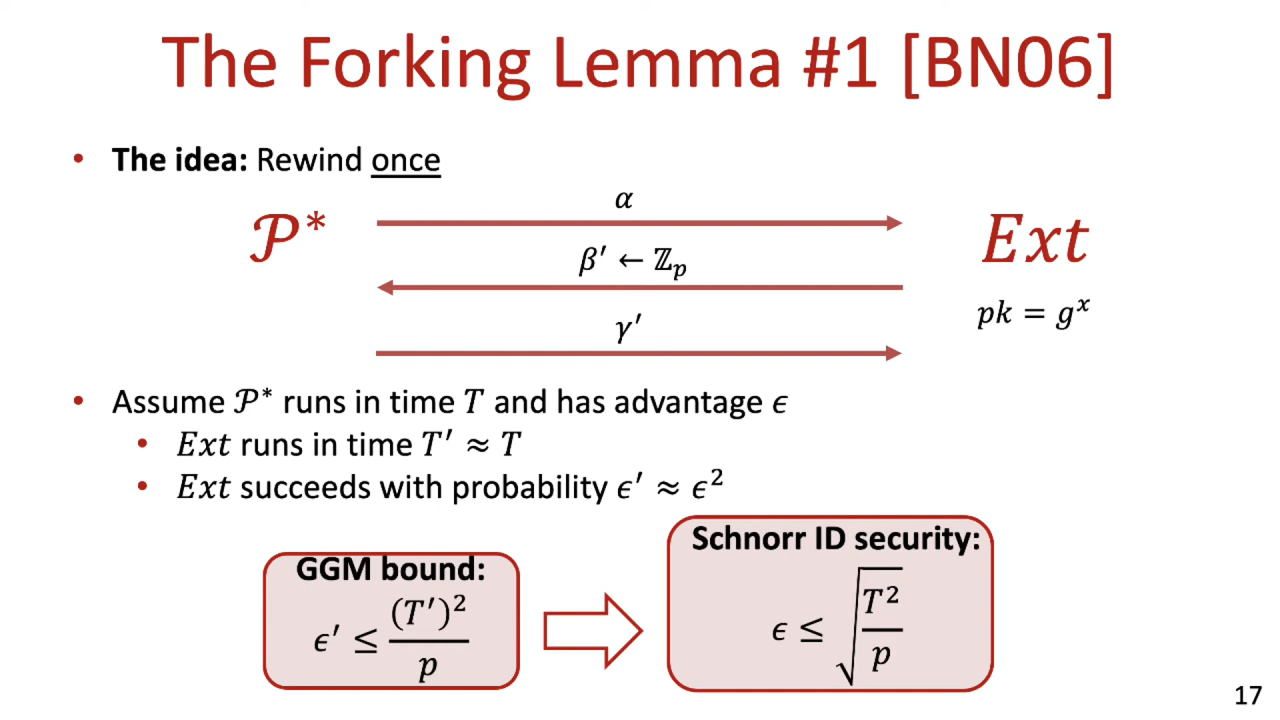 The Forking Lemma #1 [BN06]
• The idea: Rewind once
α
𝒫*
β′ ← ℤ_p
Ext
pk = g^x
γ′
• Assume 𝒫* runs in time T and has advantage ϵ
• Ext runs in time T′ ≈ T
• Ext succeeds with probability ϵ′ ≈ ϵ²
GGM bound:
ϵ′ ≤ (T′)²/p
Schnorr ID security:
ϵ ≤ √(T²/p)
17